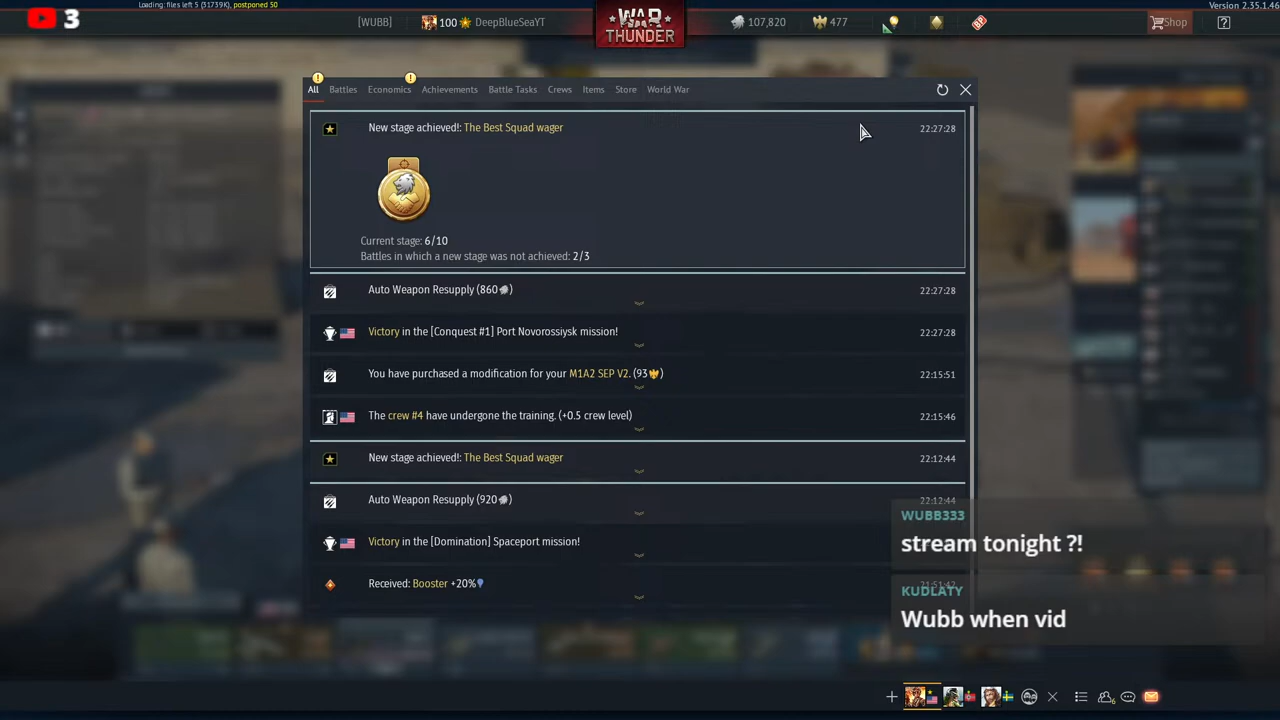 Loading: files left 5 (31739K), postponed 50
Version 2.35.1.46
3
[WUBB] 100 DeepBlueSeaYT
WAR THUNDER
107,820 477
BP
Shop
?
All Battles Economics Achievements Battle Tasks Crews Items Store World War
New stage achieved!: The Best Squad wager 22:27:28
Current stage: 6/10
Battles in which a new stage was not achieved: 2/3
Auto Weapon Resupply (860) 22:27:28
Victory in the [Conquest #1] Port Novorossiysk mission! 22:27:28
You have purchased a modification for your M1A2 SEP V2. (93) 22:15:51
The crew #4 have undergone the training. (+0.5 crew level) 22:15:46
New stage achieved!: The Best Squad wager 22:12:44
Auto Weapon Resupply (920) 22:12:44
Victory in the [Domination] Spaceport mission!
Received: Booster +20% 21:51:42
WUBB333
stream tonight ?!
KUDLATY
Wubb when vid
6